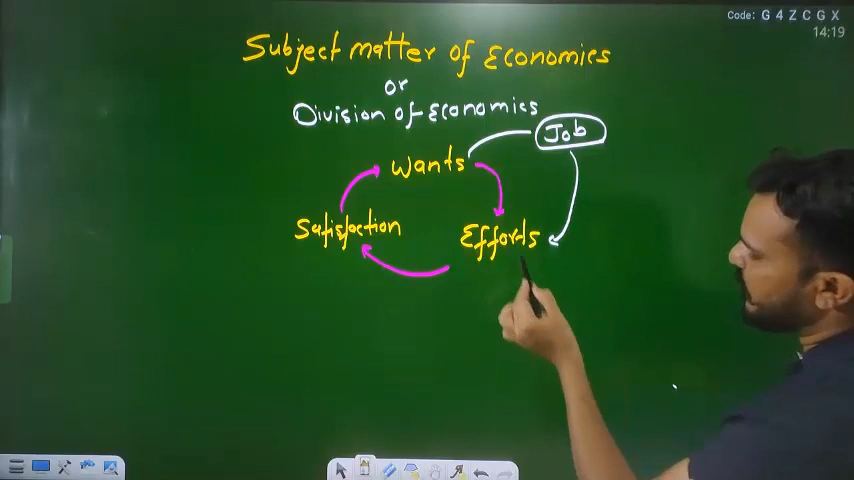 Code: G 4 Z C G X
14:19
Subject matter of Economics
or
Division of Economics
Job
Wants
Satisfaction
Efforts